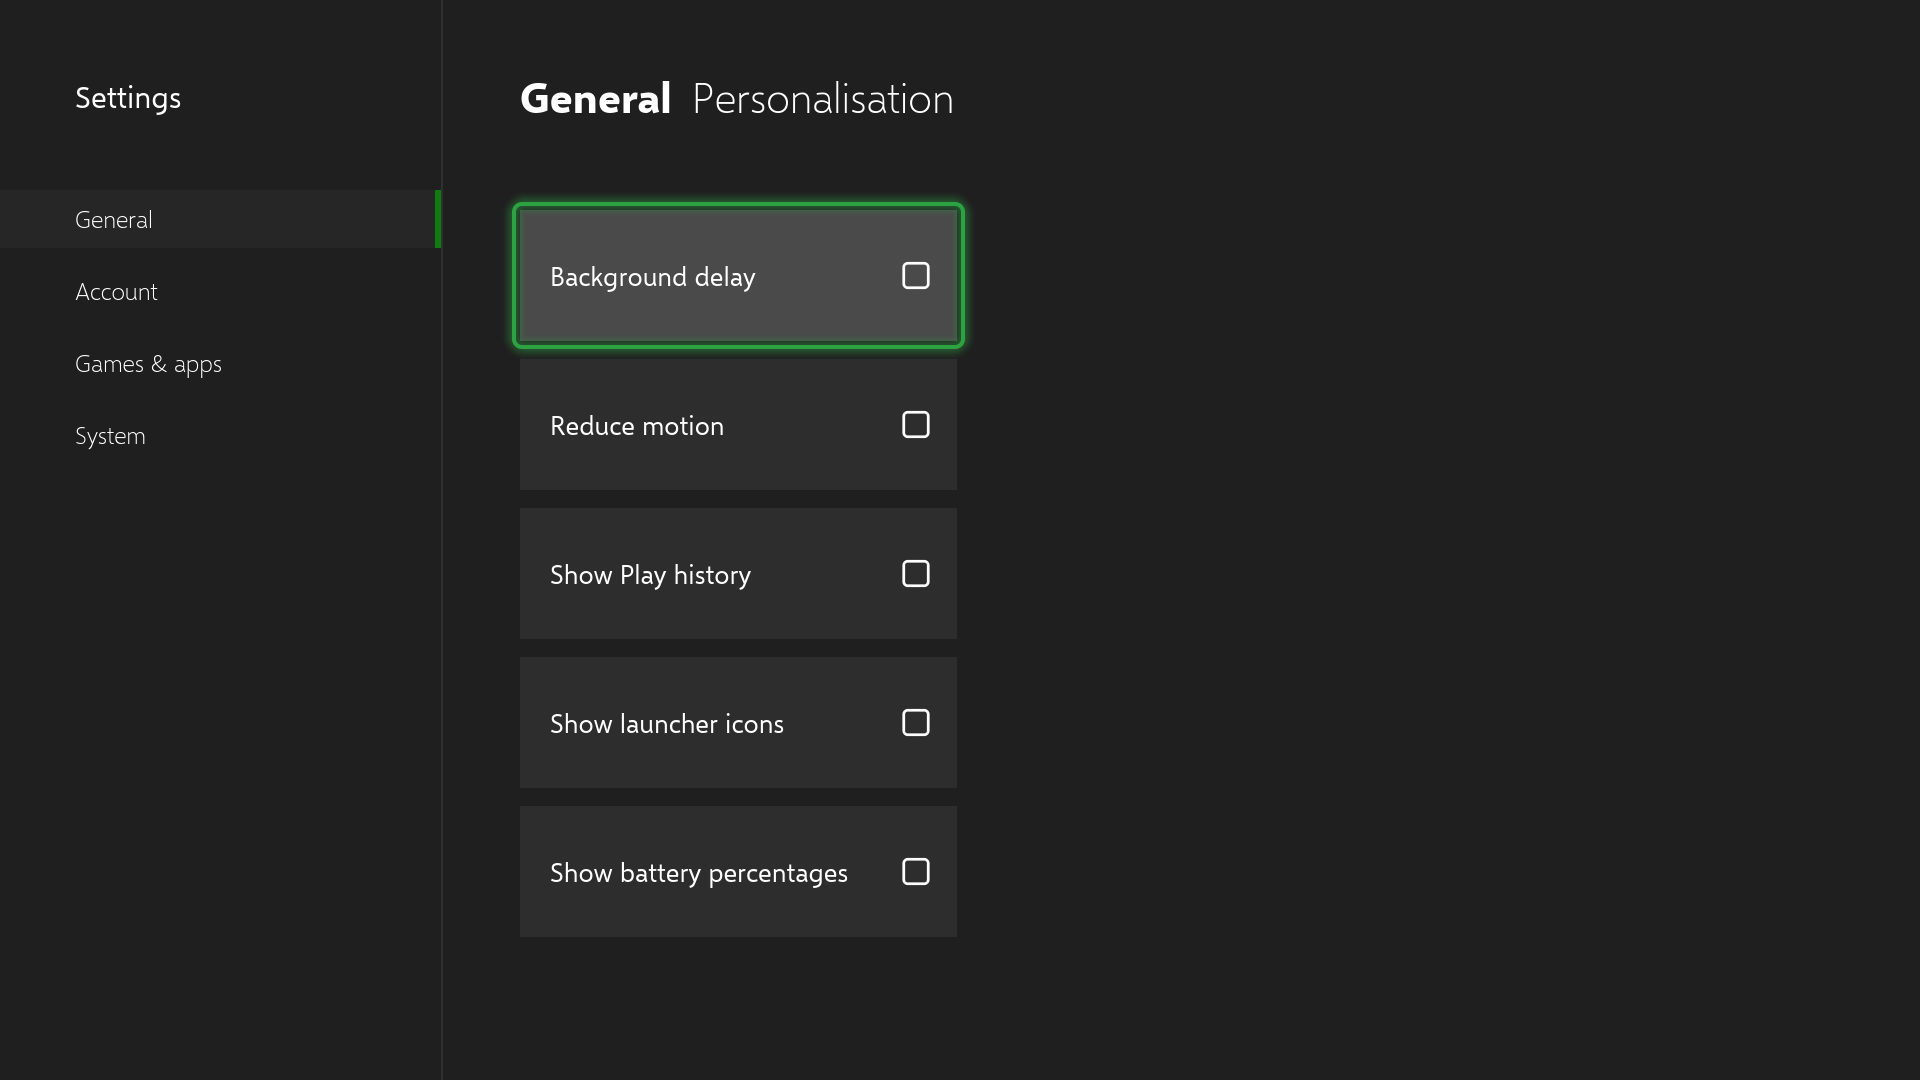 Settings
General
Account
Games & apps
System
General Personalisation
Background delay
Reduce motion
Show Play history
Show launcher icons
Show battery percentages